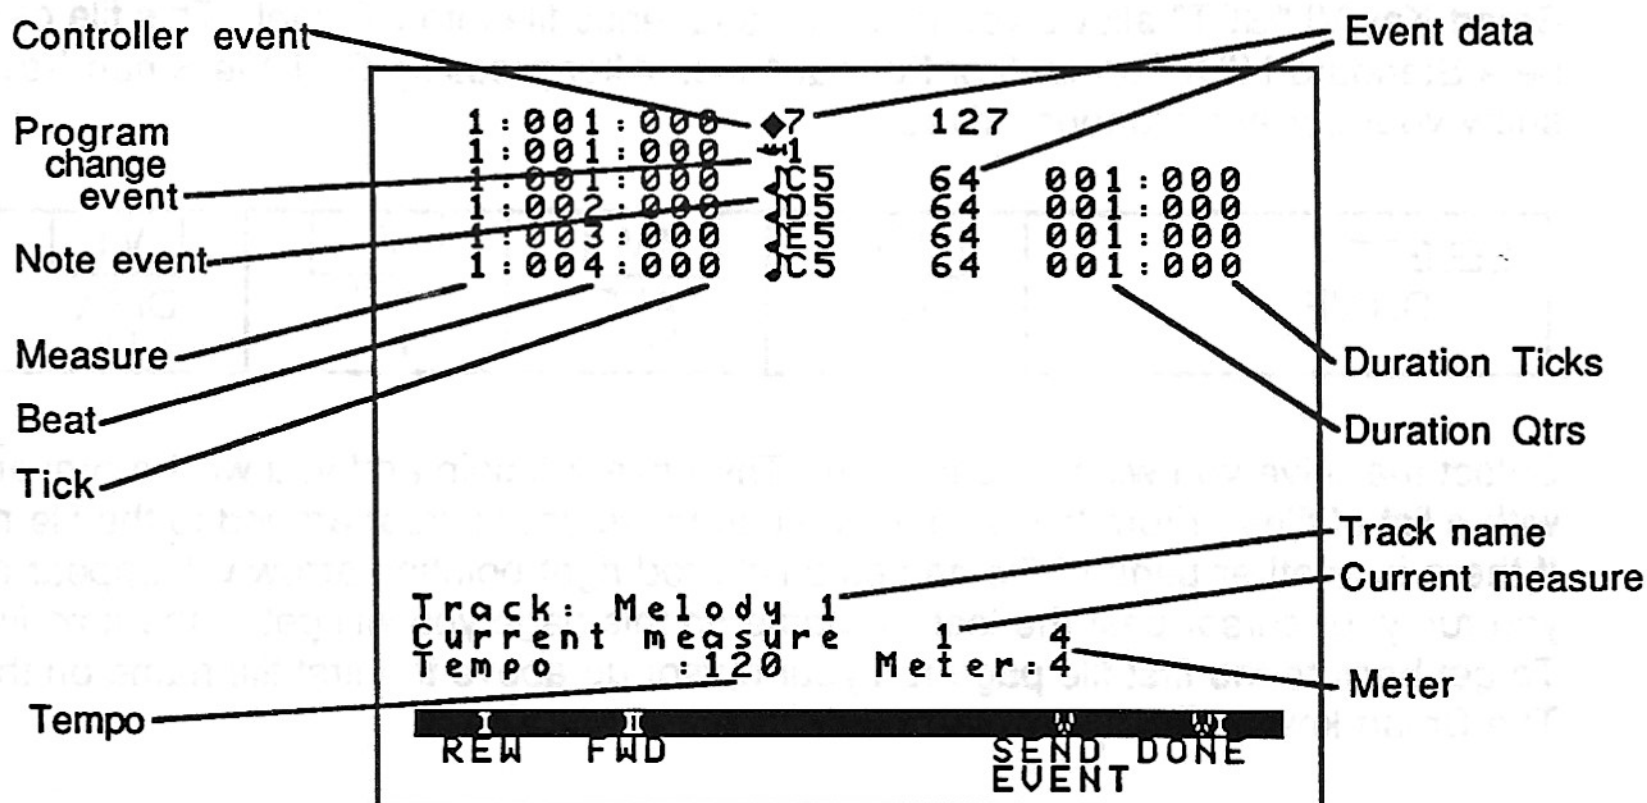 Controller event
Event data
Program
change
event
Note event
Measure
Beat
Tick
1:001:000 ◆7 127
1:001:000 1
1:001:000 ♪C5 64 001:000
1:002:000 ♪D5 64 001:000
1:003:000 ♪E5 64 001:000
1:004:000 ♪C5 64 001:000
Duration Ticks
Duration Qtrs
Track name
Current measure
Meter
Track: Melody 1
Current measure 1 4
Tempo :120 Meter:4
Tempo
I II V VI
REW FWD SEND DONE
EVENT